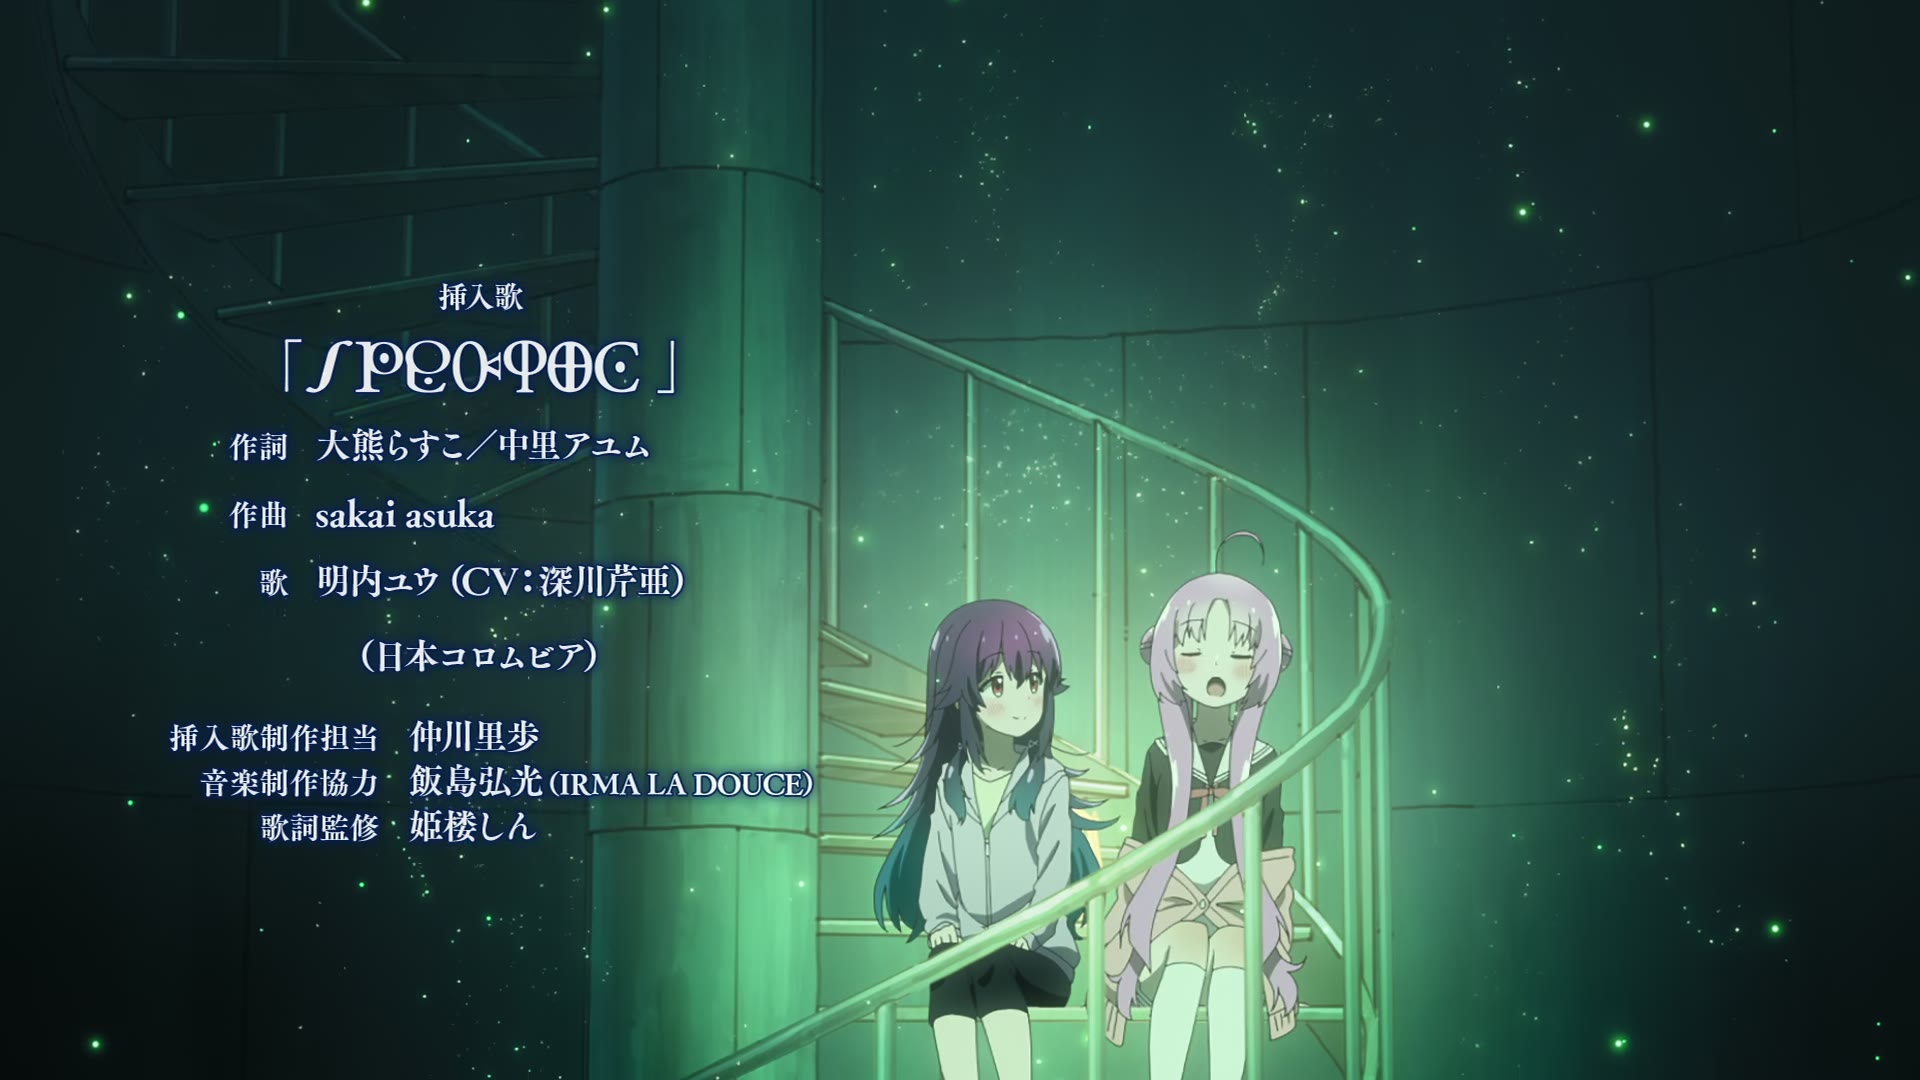 挿入歌
「」
作詞 大熊らすこ／中里アユム
作曲 sakai asuka
歌 明内ユウ（CV：深川芹亜）
（日本コロムビア）
挿入歌制作担当 仲川里歩
音楽制作協力 飯島弘光（IRMA LA DOUCE）
歌詞監修 姫楼しん